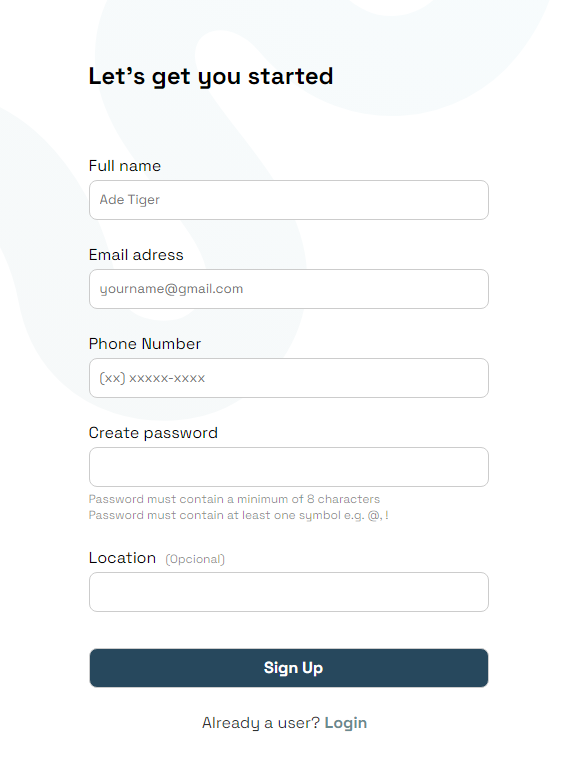 Let's get you started
Full name
Ade Tiger
Email adress
yourname@gmail.com
Phone Number
(xx) xxxxx-xxxx
Create password
Password must contain a minimum of 8 characters
Password must contain at least one symbol e.g. @, !
Location (Opcional)
Sign Up
Already a user? Login